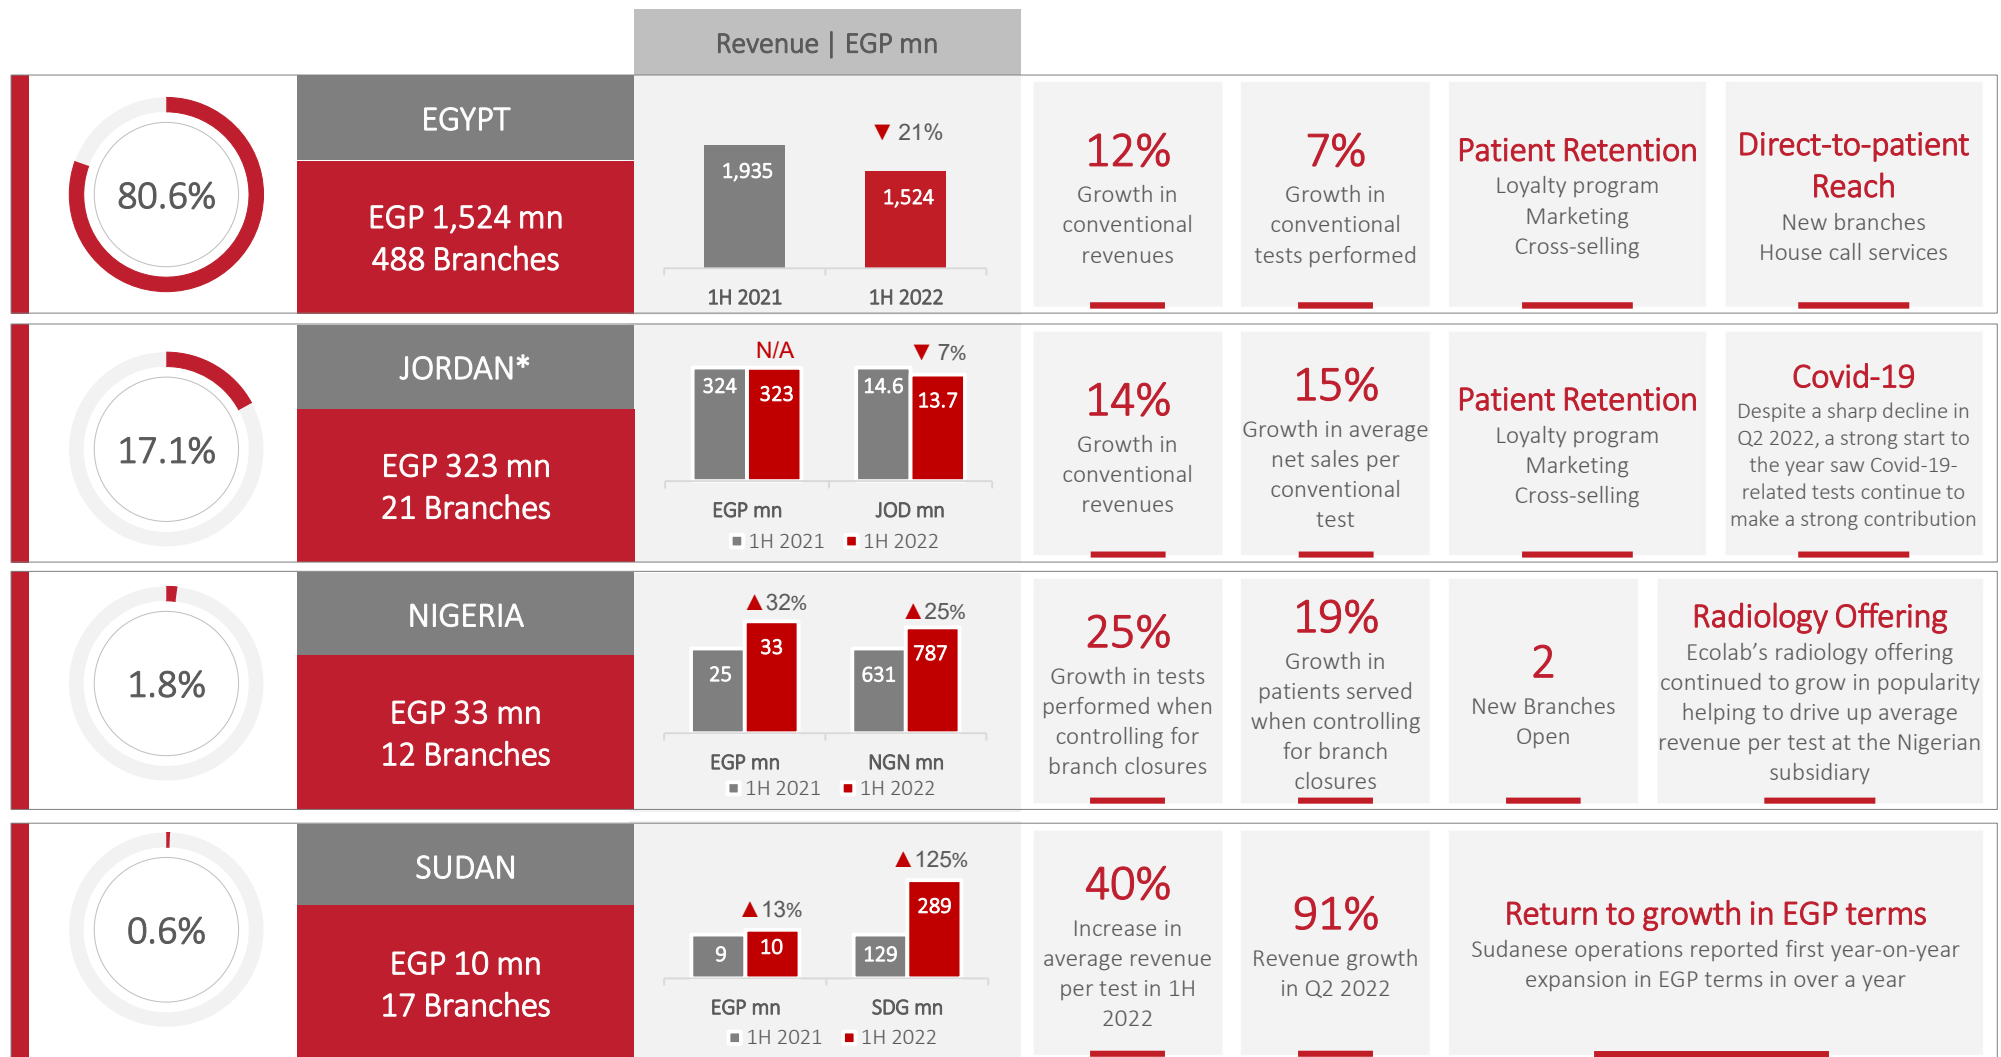 Revenue | EGP mn
80.6%
EGYPT
EGP 1,524 mn
488 Branches
▼ 21%
1,935
1,524
1H 2021
1H 2022
12%
Growth in
conventional
revenues
7%
Growth in
conventional
tests performed
Patient Retention
Loyalty program
Marketing
Cross-selling
Direct-to-patient
Reach
New branches
House call services
17.1%
JORDAN*
EGP 323 mn
21 Branches
N/A
▼ 7%
324
323
14.6
13.7
EGP mn
JOD mn
1H 2021
1H 2022
14%
Growth in
conventional
revenues
15%
Growth in average
net sales per
conventional
test
Patient Retention
Loyalty program
Marketing
Cross-selling
Covid-19
Despite a sharp decline in
Q2 2022, a strong start to
the year saw Covid-19-
related tests continue to
make a strong contribution
1.8%
NIGERIA
EGP 33 mn
12 Branches
▲32%
▲25%
25
33
631
787
EGP mn
NGN mn
1H 2021
1H 2022
25%
Growth in tests
performed when
controlling for
branch closures
19%
Growth in
patients served
when controlling
for branch
closures
2
New Branches
Open
Radiology Offering
Ecolab’s radiology offering
continued to grow in popularity
helping to drive up average
revenue per test at the Nigerian
subsidiary
0.6%
SUDAN
EGP 10 mn
17 Branches
▲13%
▲125%
9
10
129
289
EGP mn
SDG mn
1H 2021
1H 2022
40%
Increase in
average revenue
per test in 1H
2022
91%
Revenue growth
in Q2 2022
Return to growth in EGP terms
Sudanese operations reported first year-on-year
expansion in EGP terms in over a year